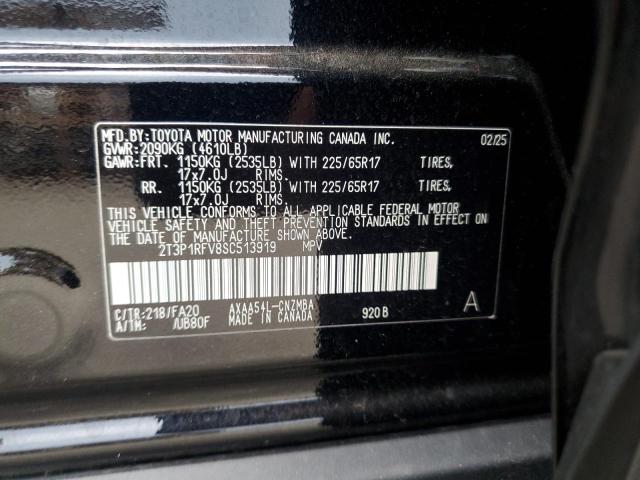 MFD.BY:TOYOTA MOTOR MANUFACTURING CANADA INC. 02/25
GVWR:2090KG (4610LB)
GAWR:FRT. 1150KG (2535LB) WITH 225/65R17 TIRES,
17x7.0J RIMS.
RR. 1150KG (2535LB) WITH 225/65R17 TIRES,
17x7.0J RIMS.
THIS VEHICLE CONFORMS TO ALL APPLICABLE FEDERAL MOTOR
VEHICLE SAFETY AND THEFT PREVENTION STANDARDS IN EFFECT ON
THE DATE OF MANUFACTURE SHOWN ABOVE.
2T3P1RFV8SC513919 MPV
C/TR:218/FA20 AXAA54L-CNZMBA 920B A
A/TM: /UB80F MADE IN CANADA